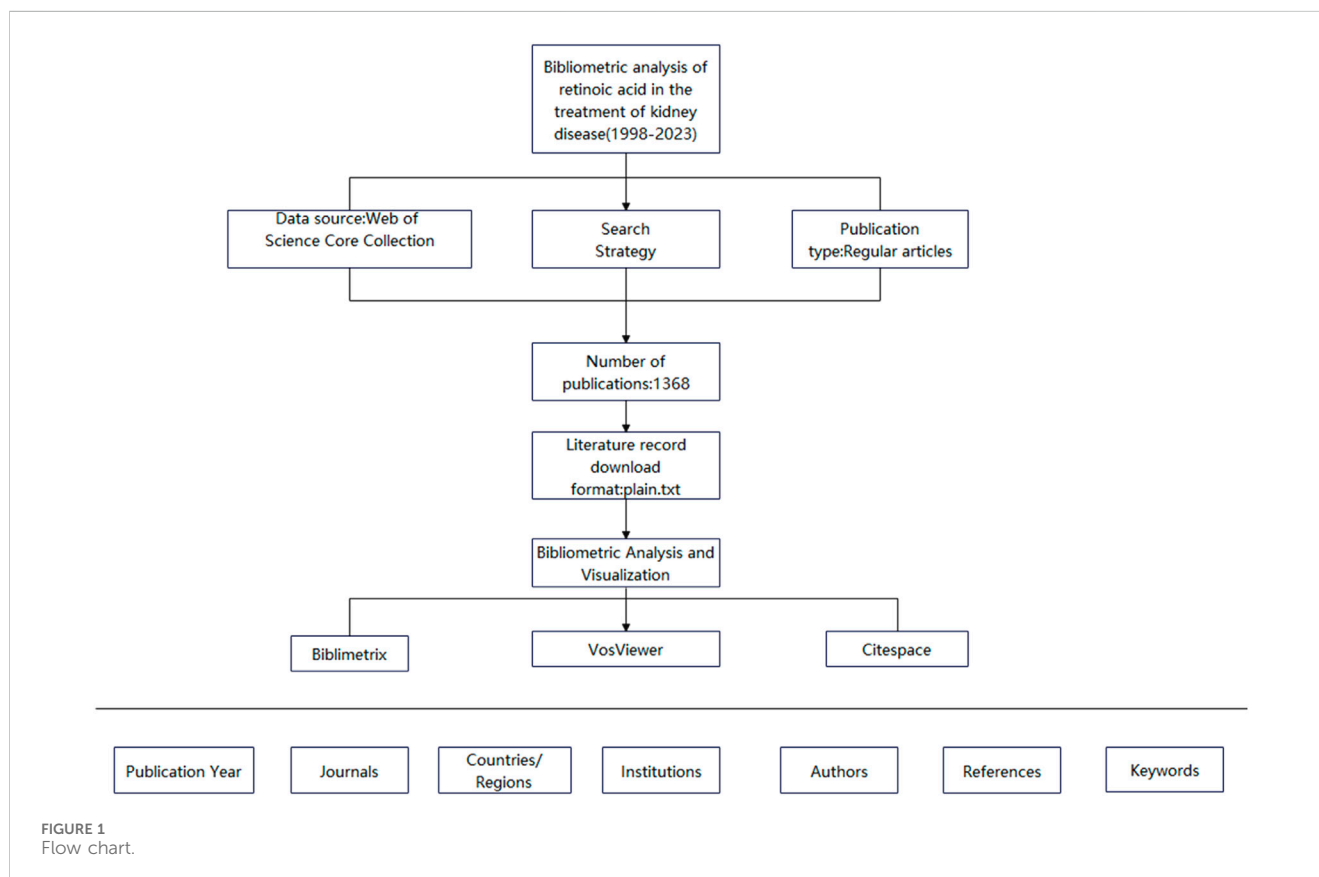 Bibliometric analysis of
retinoic acid in the
treatment of kidney
disease(1998-2023)
Data source:Web of
Science Core Collection
Search
Strategy
Publication
type:Regular articles
Number of
publications:1368
Literature record
download
format:plain.txt
Bibliometric Analysis and
Visualization
Biblimetrix
VosViewer
Citespace
Publication Year
Journals
Countries/
Regions
Institutions
Authors
References
Keywords
FIGURE 1
Flow chart.